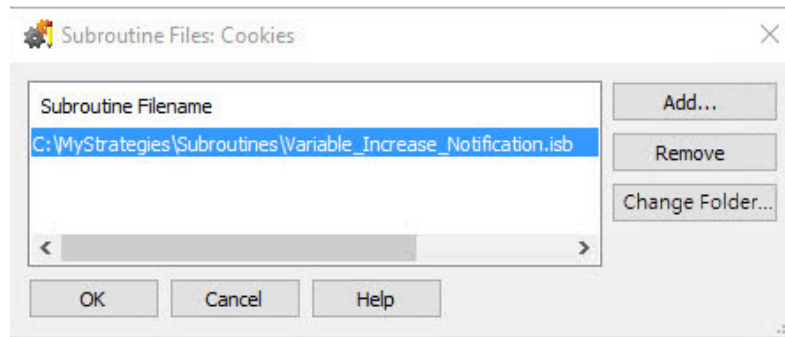 Subroutine Files: Cookies
Subroutine Filename
C:\MyStrategies\Subroutines\Variable_Increase_Notification.isb
Add...
Remove
Change Folder...
OK
Cancel
Help